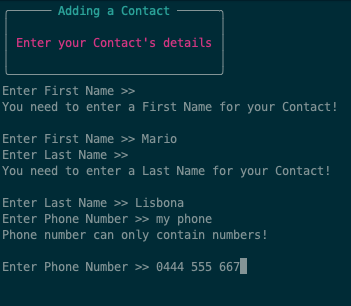 Adding a Contact
Enter your Contact's details
Enter First Name >>
You need to enter a First Name for your Contact!
Enter First Name >> Mario
Enter Last Name >>
You need to enter a Last Name for your Contact!
Enter Last Name >> Lisbona
Enter Phone Number >> my phone
Phone number can only contain numbers!
Enter Phone Number >> 0444 555 667